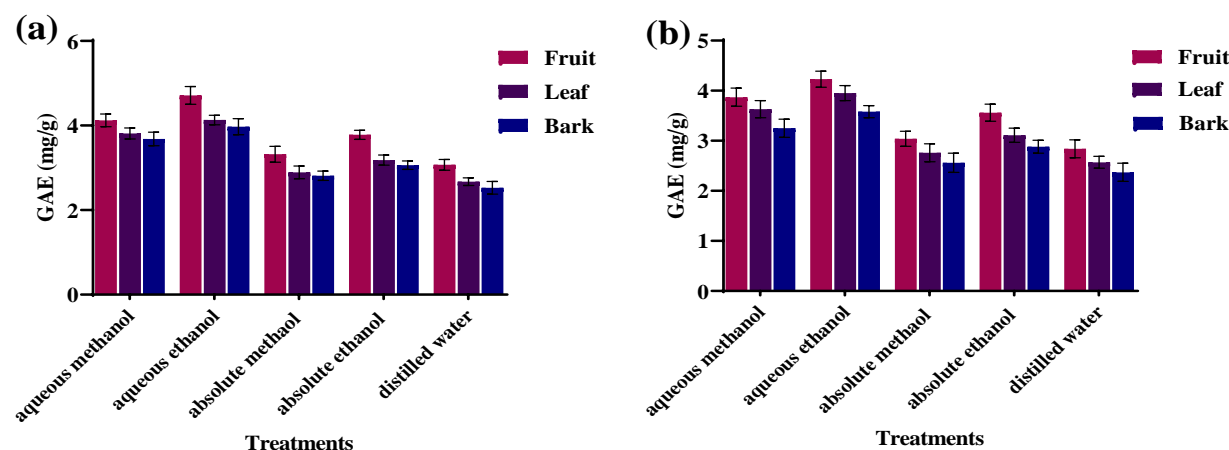 (a)
6
4
2
0
GAE (mg/g)
Fruit
Leaf
Bark
aqueous methanol
aqueous ethanol
absolute methaol
absolute ethanol
distilled water
Treatments
(b)
5
4
3
2
1
0
GAE (mg/g)
Fruit
Leaf
Bark
aqueous methanol
aqueous ethanol
absolute methaol
absolute ethanol
distilled water
Treatments